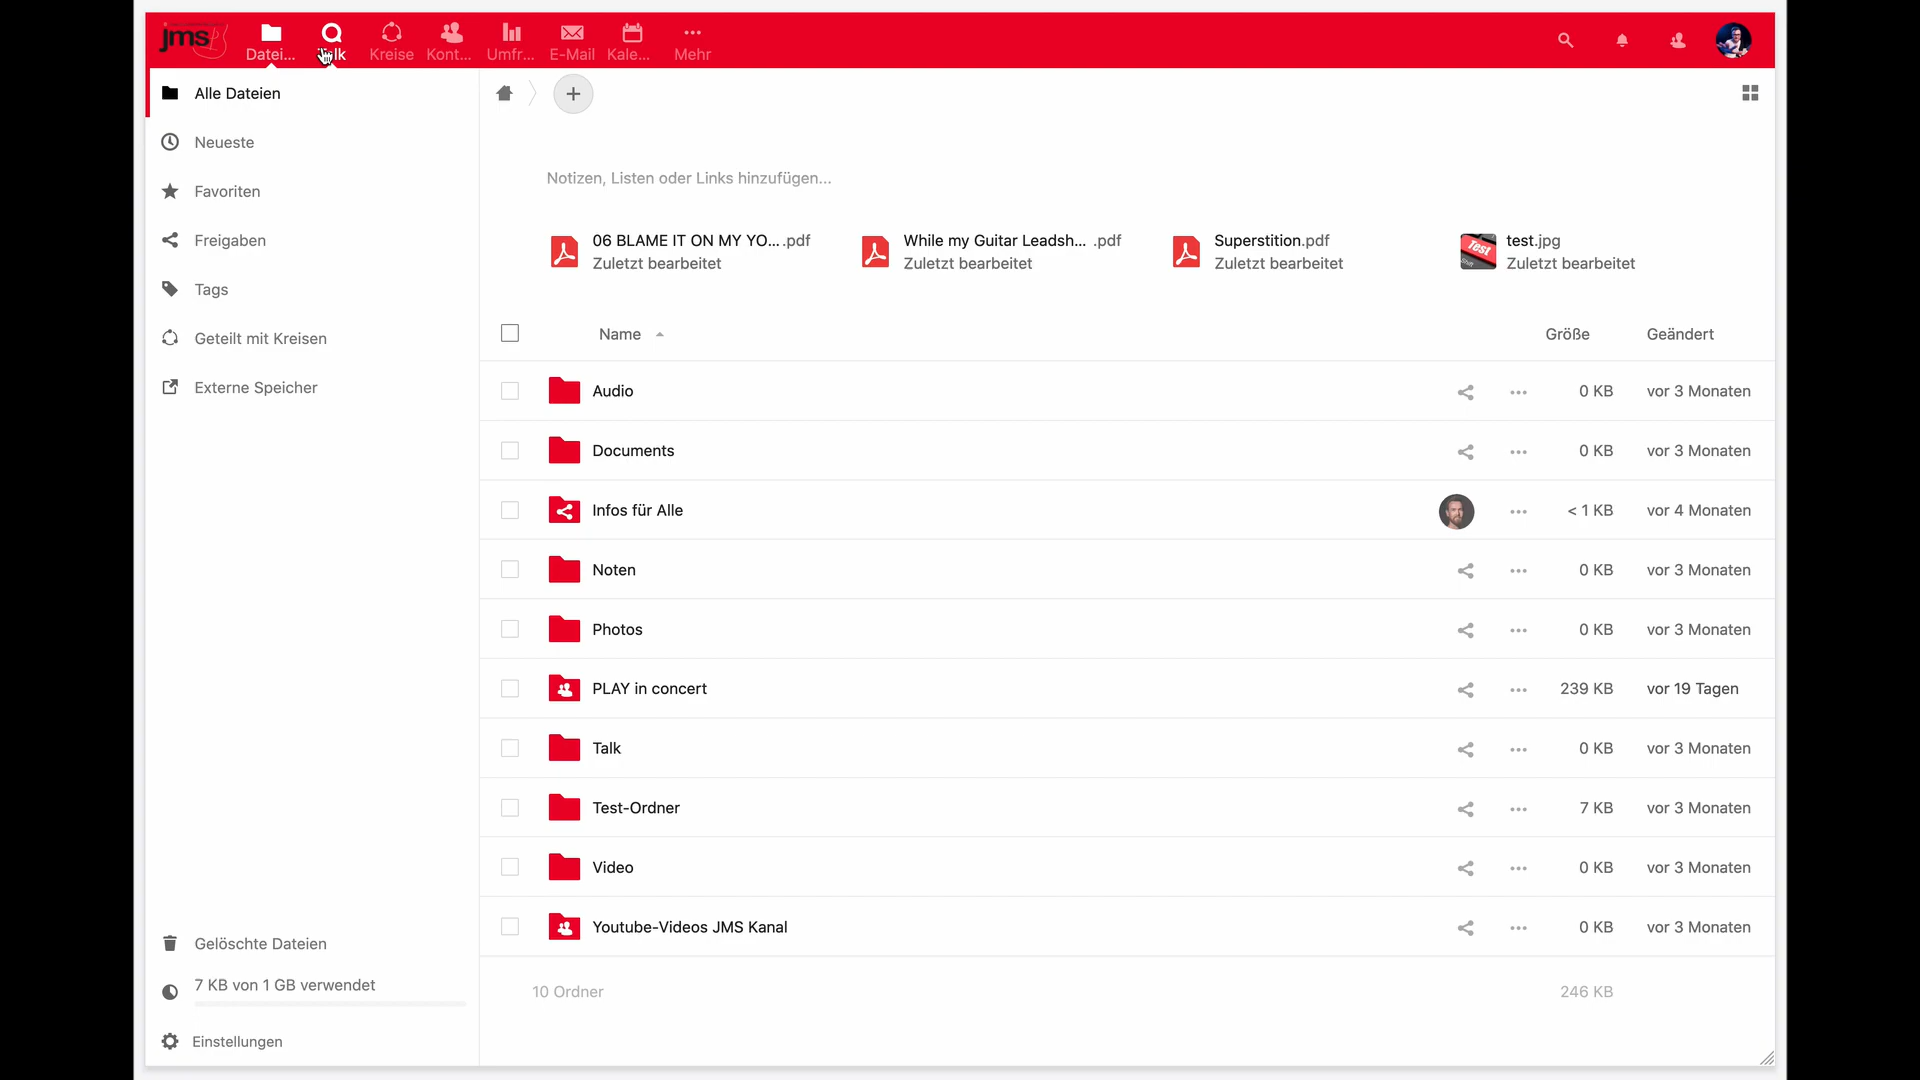 jms
Datei...
Kreise
Kont...
Umfr...
E-Mail
Kale...
Mehr
Alle Dateien
Neueste
Favoriten
Freigaben
Tags
Geteilt mit Kreisen
Externe Speicher
Gelöschte Dateien
7 KB von 1 GB verwendet
Einstellungen
Notizen, Listen oder Links hinzufügen...
06 BLAME IT ON MY YO... .pdf
Zuletzt bearbeitet
While my Guitar Leadsh... .pdf
Zuletzt bearbeitet
Superstition.pdf
Zuletzt bearbeitet
Test
Shift
test.jpg
Zuletzt bearbeitet
Name Größe Geändert
Audio 0 KB vor 3 Monaten
Documents 0 KB vor 3 Monaten
Infos für Alle < 1 KB vor 4 Monaten
Noten 0 KB vor 3 Monaten
Photos 0 KB vor 3 Monaten
PLAY in concert 239 KB vor 19 Tagen
Talk 0 KB vor 3 Monaten
Test-Ordner 7 KB vor 3 Monaten
Video 0 KB vor 3 Monaten
Youtube-Videos JMS Kanal 0 KB vor 3 Monaten
10 Ordner 246 KB